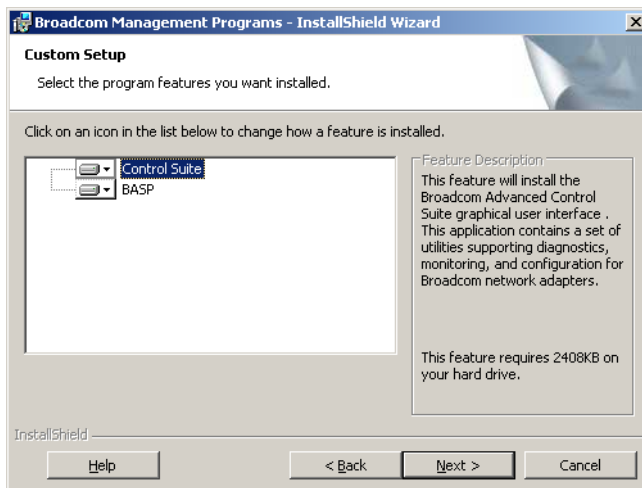 Broadcom Management Programs - InstallShield Wizard
Custom Setup
Select the program features you want installed.
Click on an icon in the list below to change how a feature is installed.
Control Suite
BASP
Feature Description
This feature will install the
Broadcom Advanced Control
Suite graphical user interface .
This application contains a set of
utilities supporting diagnostics,
monitoring, and configuration for
Broadcom network adapters.
This feature requires 2408KB on
your hard drive.
InstallShield
Help
< Back
Next >
Cancel